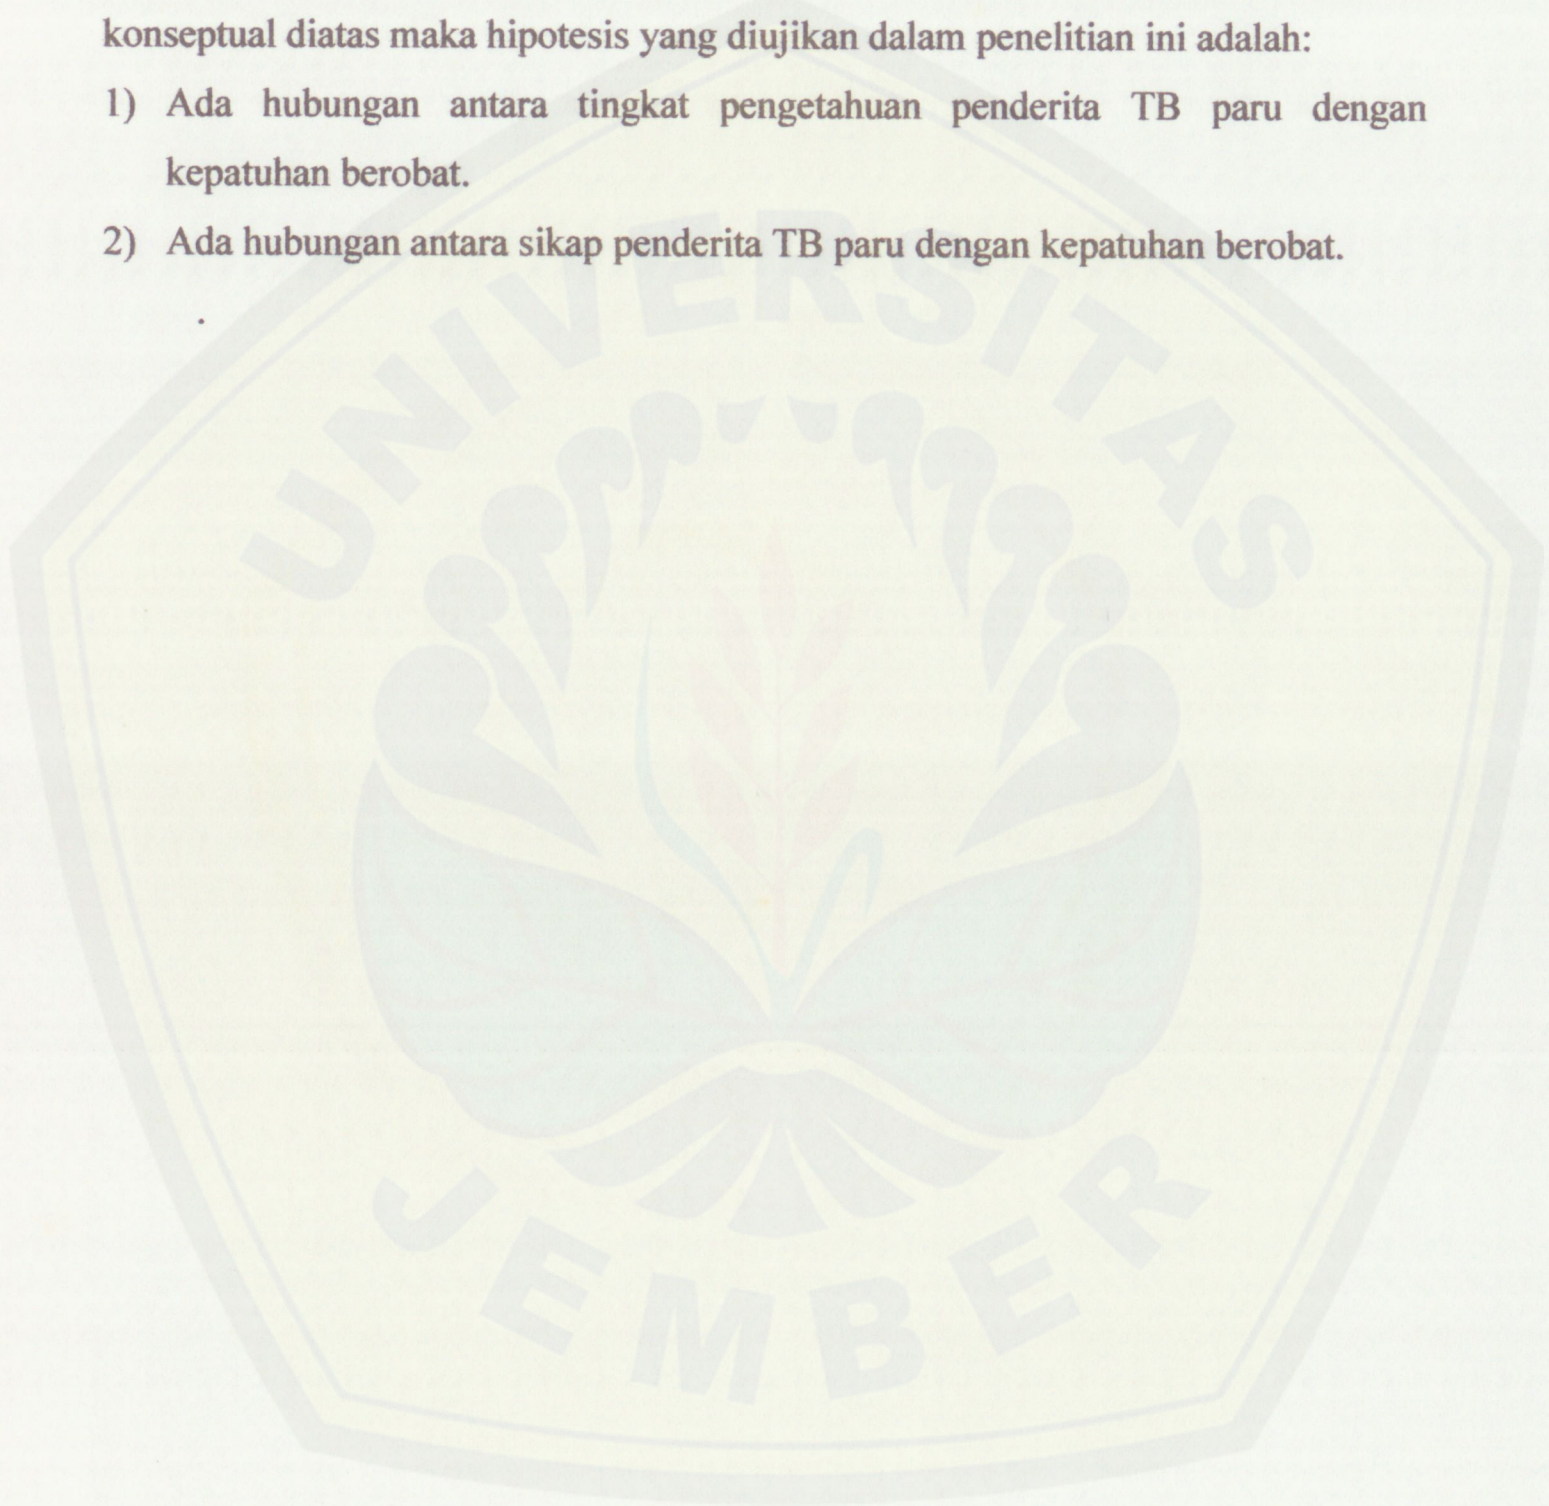 konseptual diatas maka hipotesis yang diujikan dalam penelitian ini adalah:
1) Ada hubungan antara tingkat pengetahuan penderita TB paru dengan
kepatuhan berobat.
2) Ada hubungan antara sikap penderita TB paru dengan kepatuhan berobat.
UNIVERSITAS
JEMBER